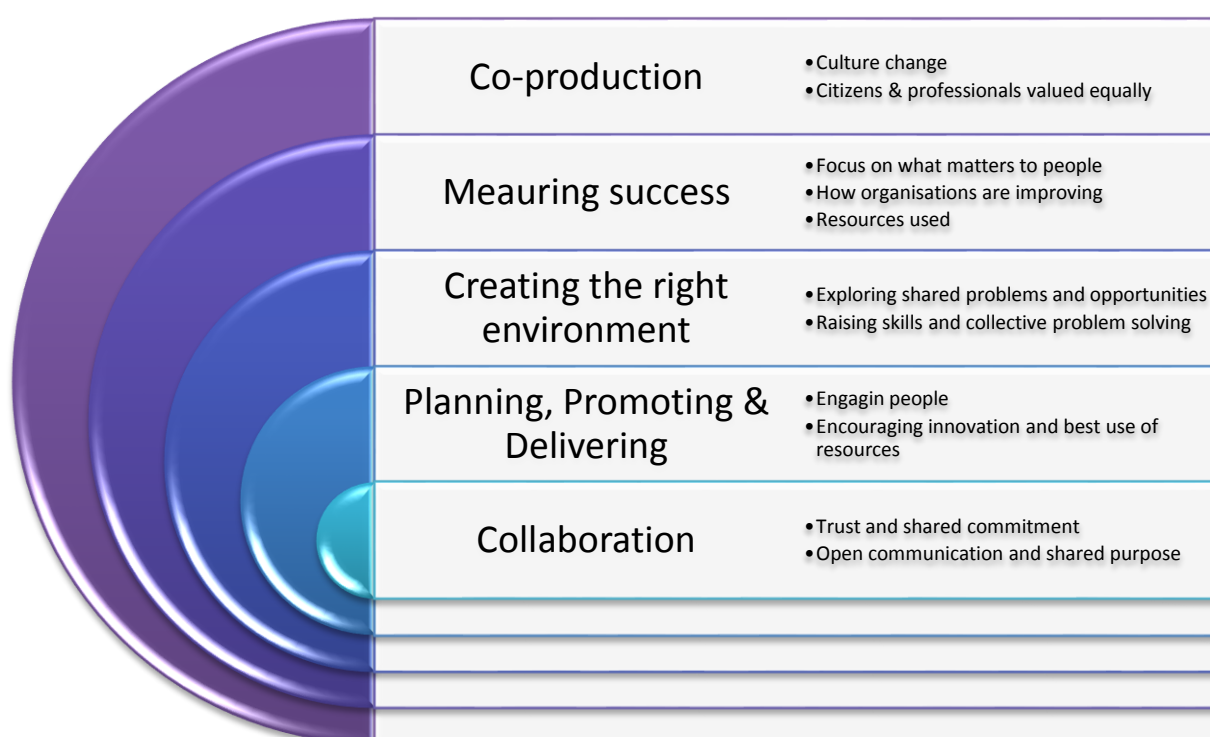 Co-production
•Culture change
•Citizens & professionals valued equally
Meauring success
•Focus on what matters to people
•How organisations are improving
•Resources used
Creating the right
environment
•Exploring shared problems and opportunities
•Raising skills and collective problem solving
Planning, Promoting &
Delivering
•Engagin people
•Encouraging innovation and best use of
resources
Collaboration
•Trust and shared commitment
•Open communication and shared purpose